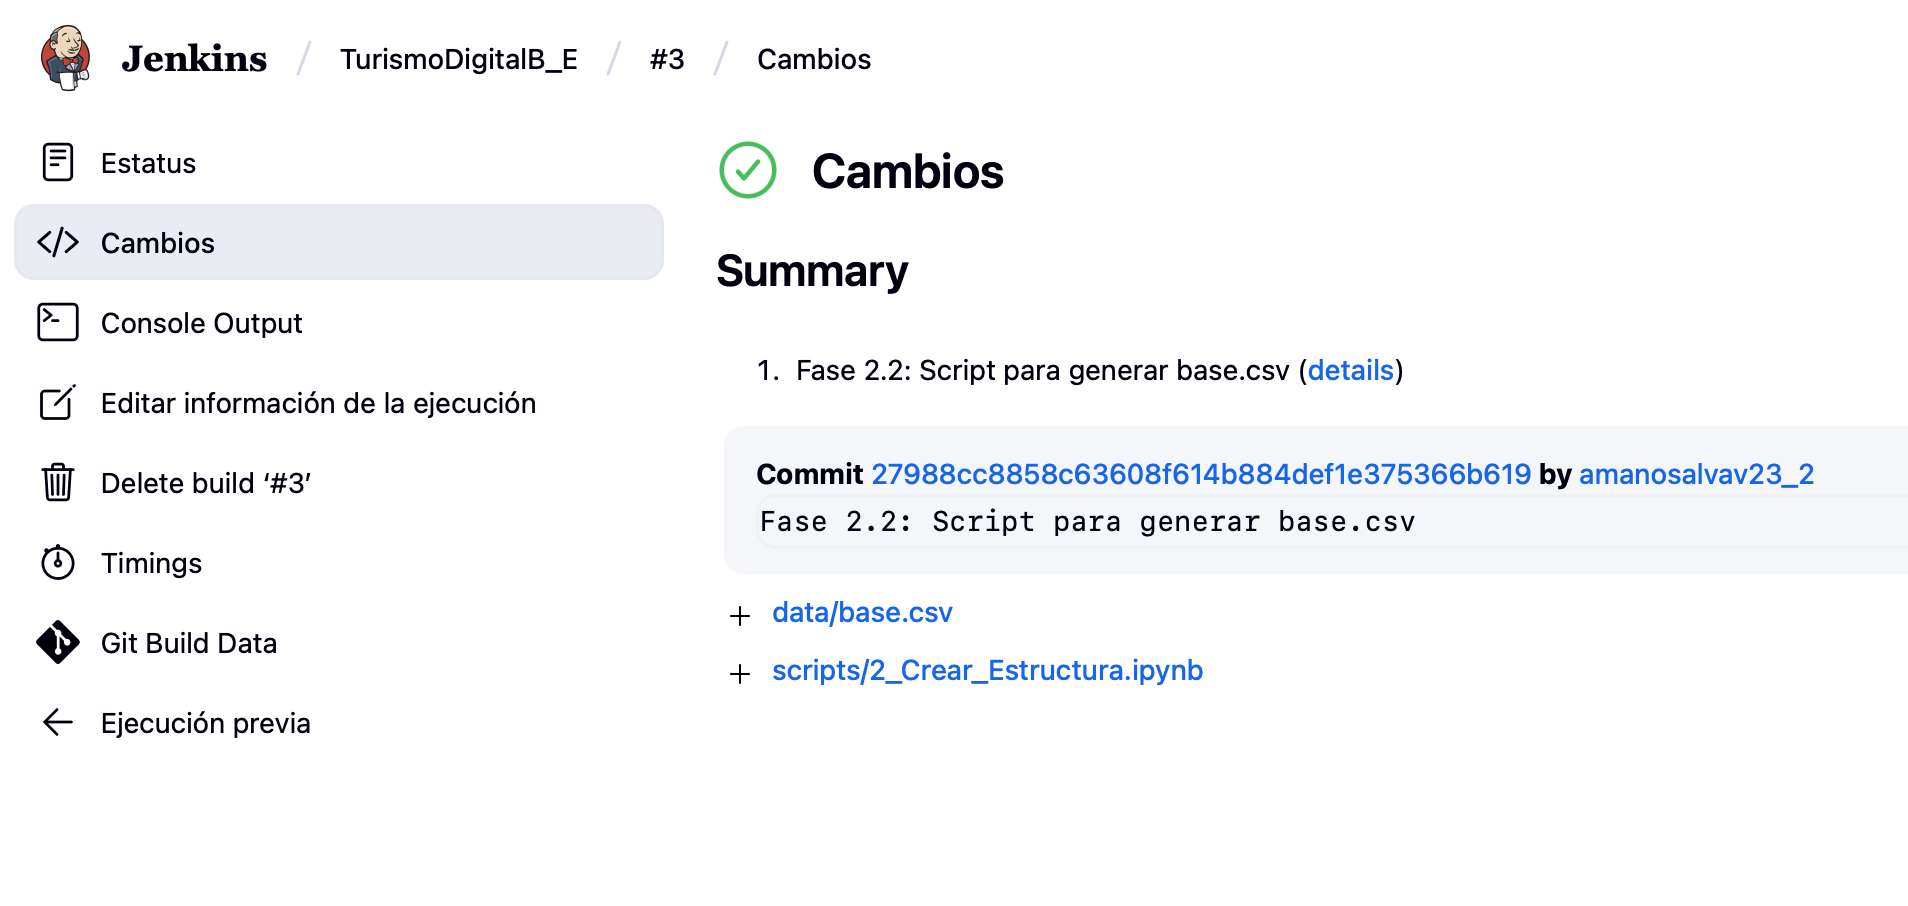 Jenkins / TurismoDigitalB_E / #3 / Cambios
Estatus
Cambios
Console Output
Editar información de la ejecución
Delete build ‘#3’
Timings
Git Build Data
Ejecución previa
Cambios
Summary
1. Fase 2.2: Script para generar base.csv (details)
Commit 27988cc8858c63608f614b884def1e375366b619 by amanosalvav23_2
Fase 2.2: Script para generar base.csv
data/base.csv
scripts/2_Crear_Estructura.ipynb